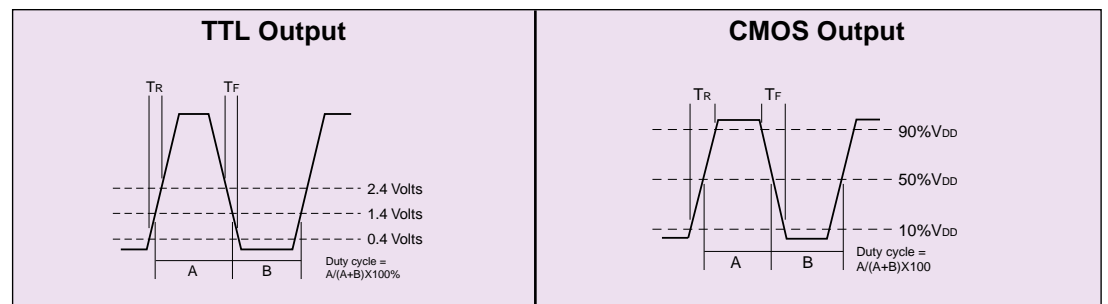 TTL Output
TR
TF
2.4 Volts
1.4 Volts
0.4 Volts
A
B
Duty cycle =
A/(A+B)X100%
CMOS Output
TR
TF
90%VDD
50%VDD
10%VDD
A
B
Duty cycle =
A/(A+B)X100